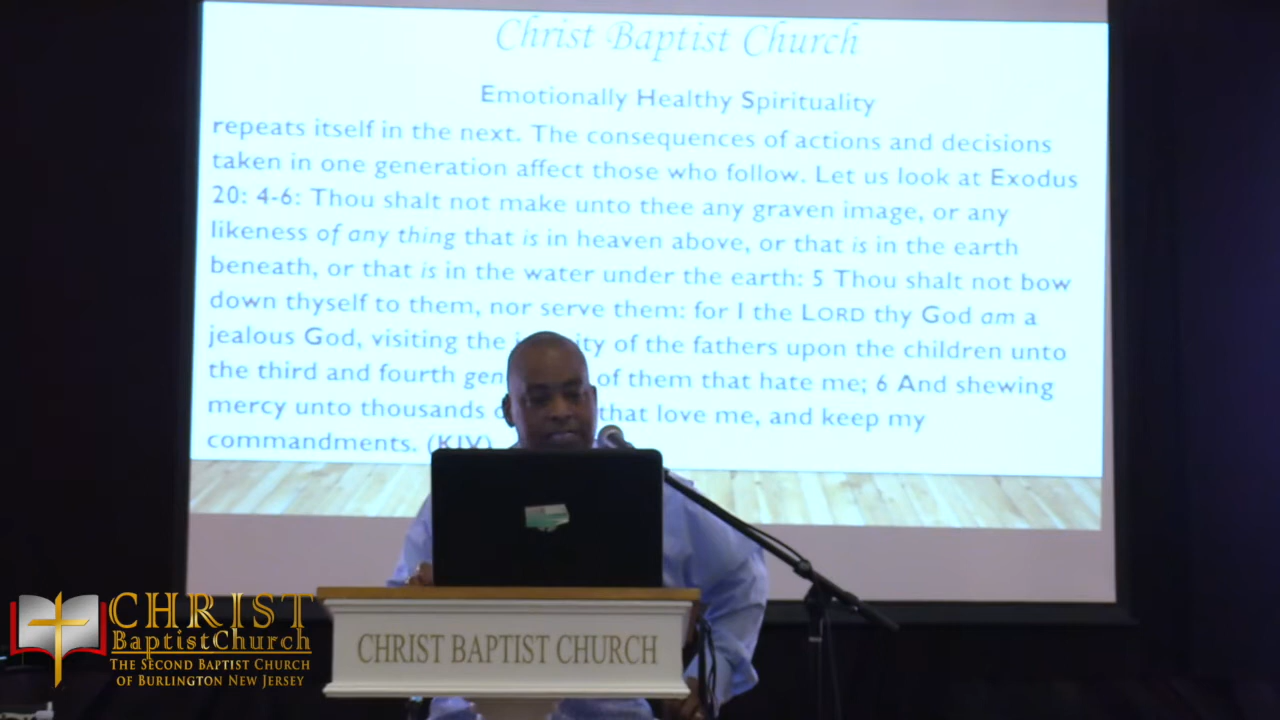 Christ Baptist Church
Emotionally Healthy Spirituality
repeats itself in the next. The consequences of actions and decisions
taken in one generation affect those who follow. Let us look at Exodus
20: 4-6: Thou shalt not make unto thee any graven image, or any
likeness of any thing that is in heaven above, or that is in the earth
beneath, or that is in the water under the earth: 5 Thou shalt not bow
down thyself to them, nor serve them: for I the LORD thy God am a
jealous God, visiting the ity of the fathers upon the children unto
the third and fourth gen of them that hate me; 6 And shewing
mercy unto thousands that love me, and keep my
commandments. (KJV)
CHRIST BAPTIST CHURCH
CHRIST
BaptistChurch
THE SECOND BAPTIST CHURCH
OF BURLINGTON NEW JERSEY